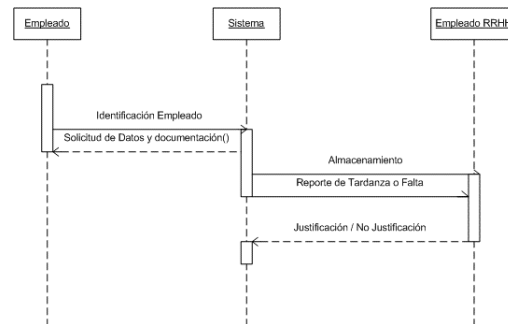 Empleado
Sistema
Empleado RRHH
Identificación Empleado
Solicitud de Datos y documentación()
Almacenamiento
Reporte de Tardanza o Falta
Justificación / No Justificación